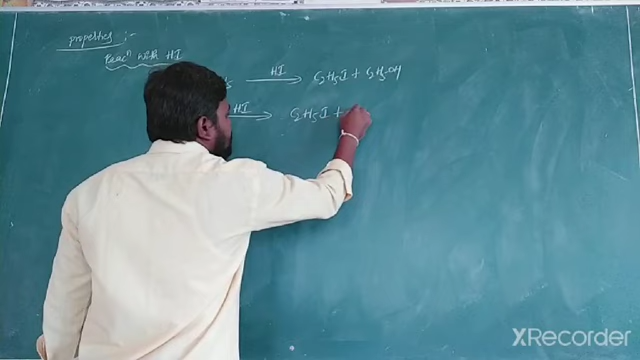 properties :-
Reacⁿ with HI
HI → C₂H₅I + C₂H₅OH
HI → C₂H₅I +
XRecorder